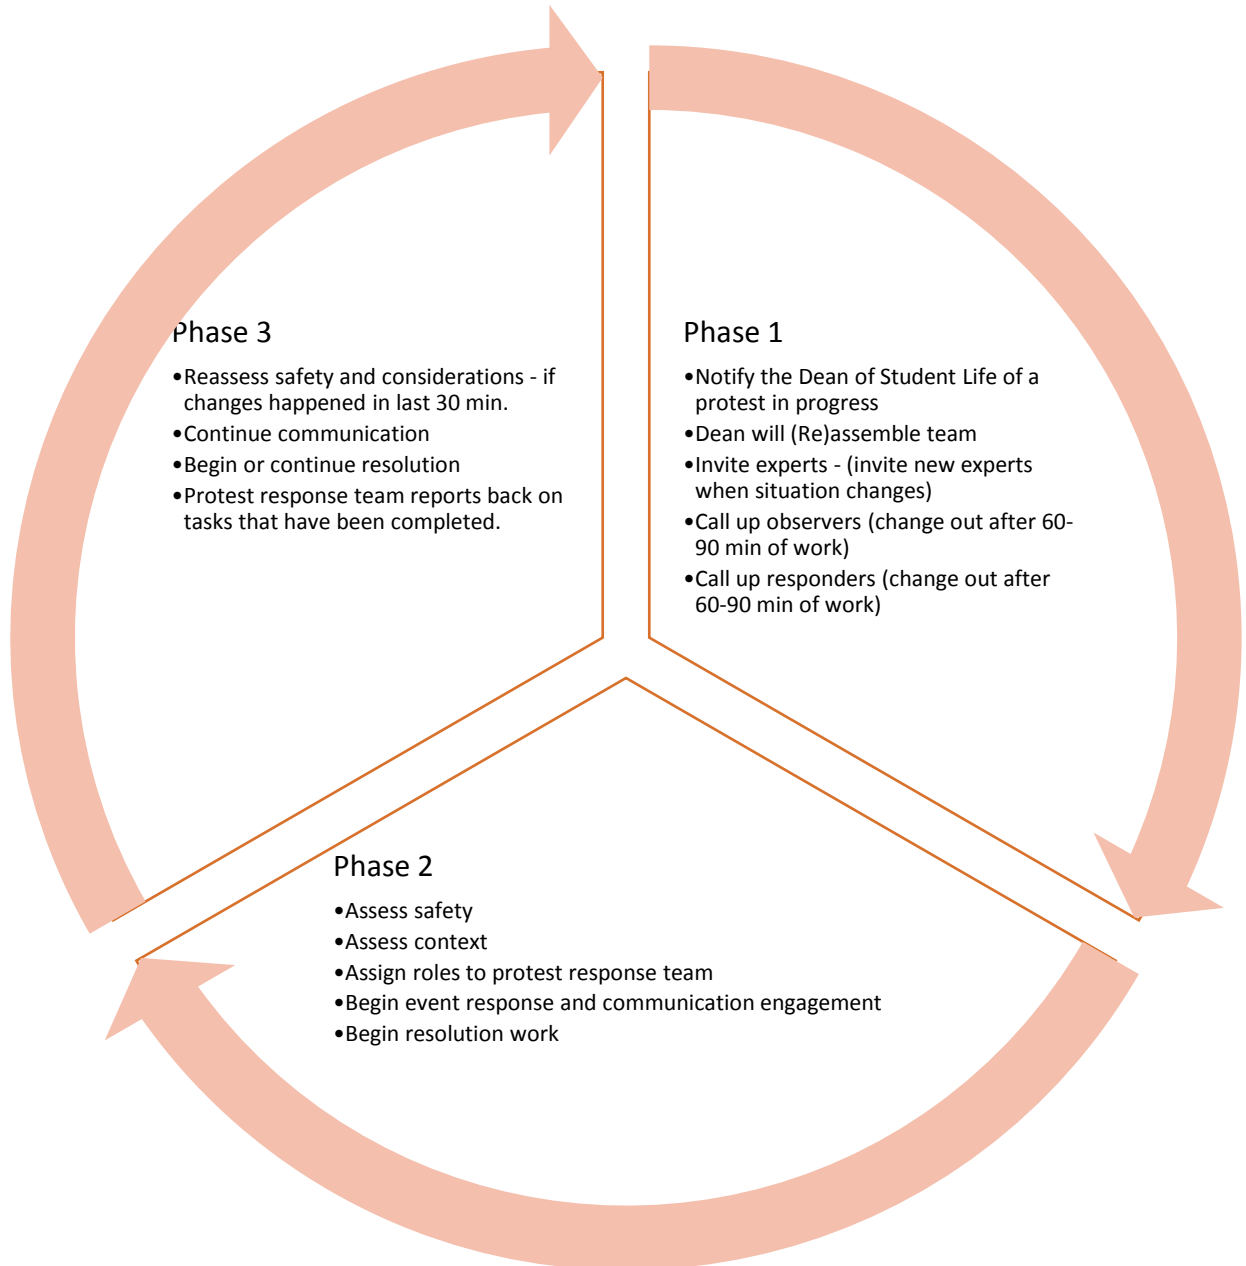 Phase 1
•Notify the Dean of Student Life of a
protest in progress
•Dean will (Re)assemble team
•Invite experts - (invite new experts
when situation changes)
•Call up observers (change out after 60-
90 min of work)
•Call up responders (change out after
60-90 min of work)
Phase 2
•Assess safety
•Assess context
•Assign roles to protest response team
•Begin event response and communication engagement
•Begin resolution work
Phase 3
•Reassess safety and considerations - if
changes happened in last 30 min.
•Continue communication
•Begin or continue resolution
•Protest response team reports back on
tasks that have been completed.